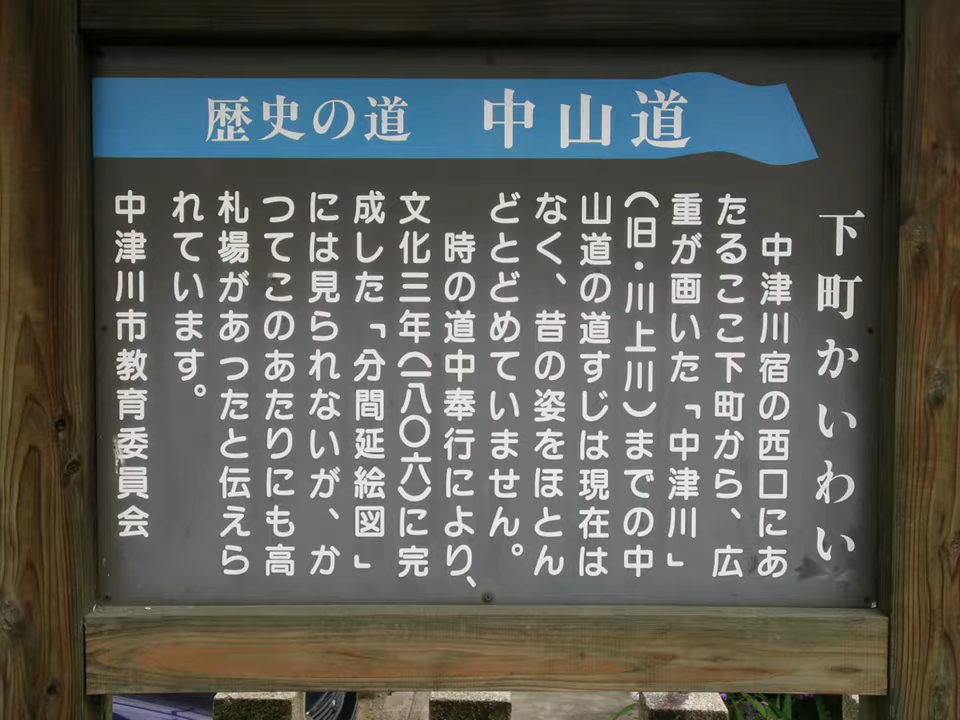 歴史の道 中山道
下町かいわい
中津川宿の西口にあ
たるここ下町から、広
重が画いた「中津川」
(旧・川上川)までの中
山道の道すじは現在は
なく、昔の姿をほとん
どとどめていません。
時の道中奉行により、
文化三年(一八〇六)に完
成した「分間延絵図」
には見られないが、か
つてこのあたりにも高
札場があつたと伝えら
れています。
中津川市教育委員会